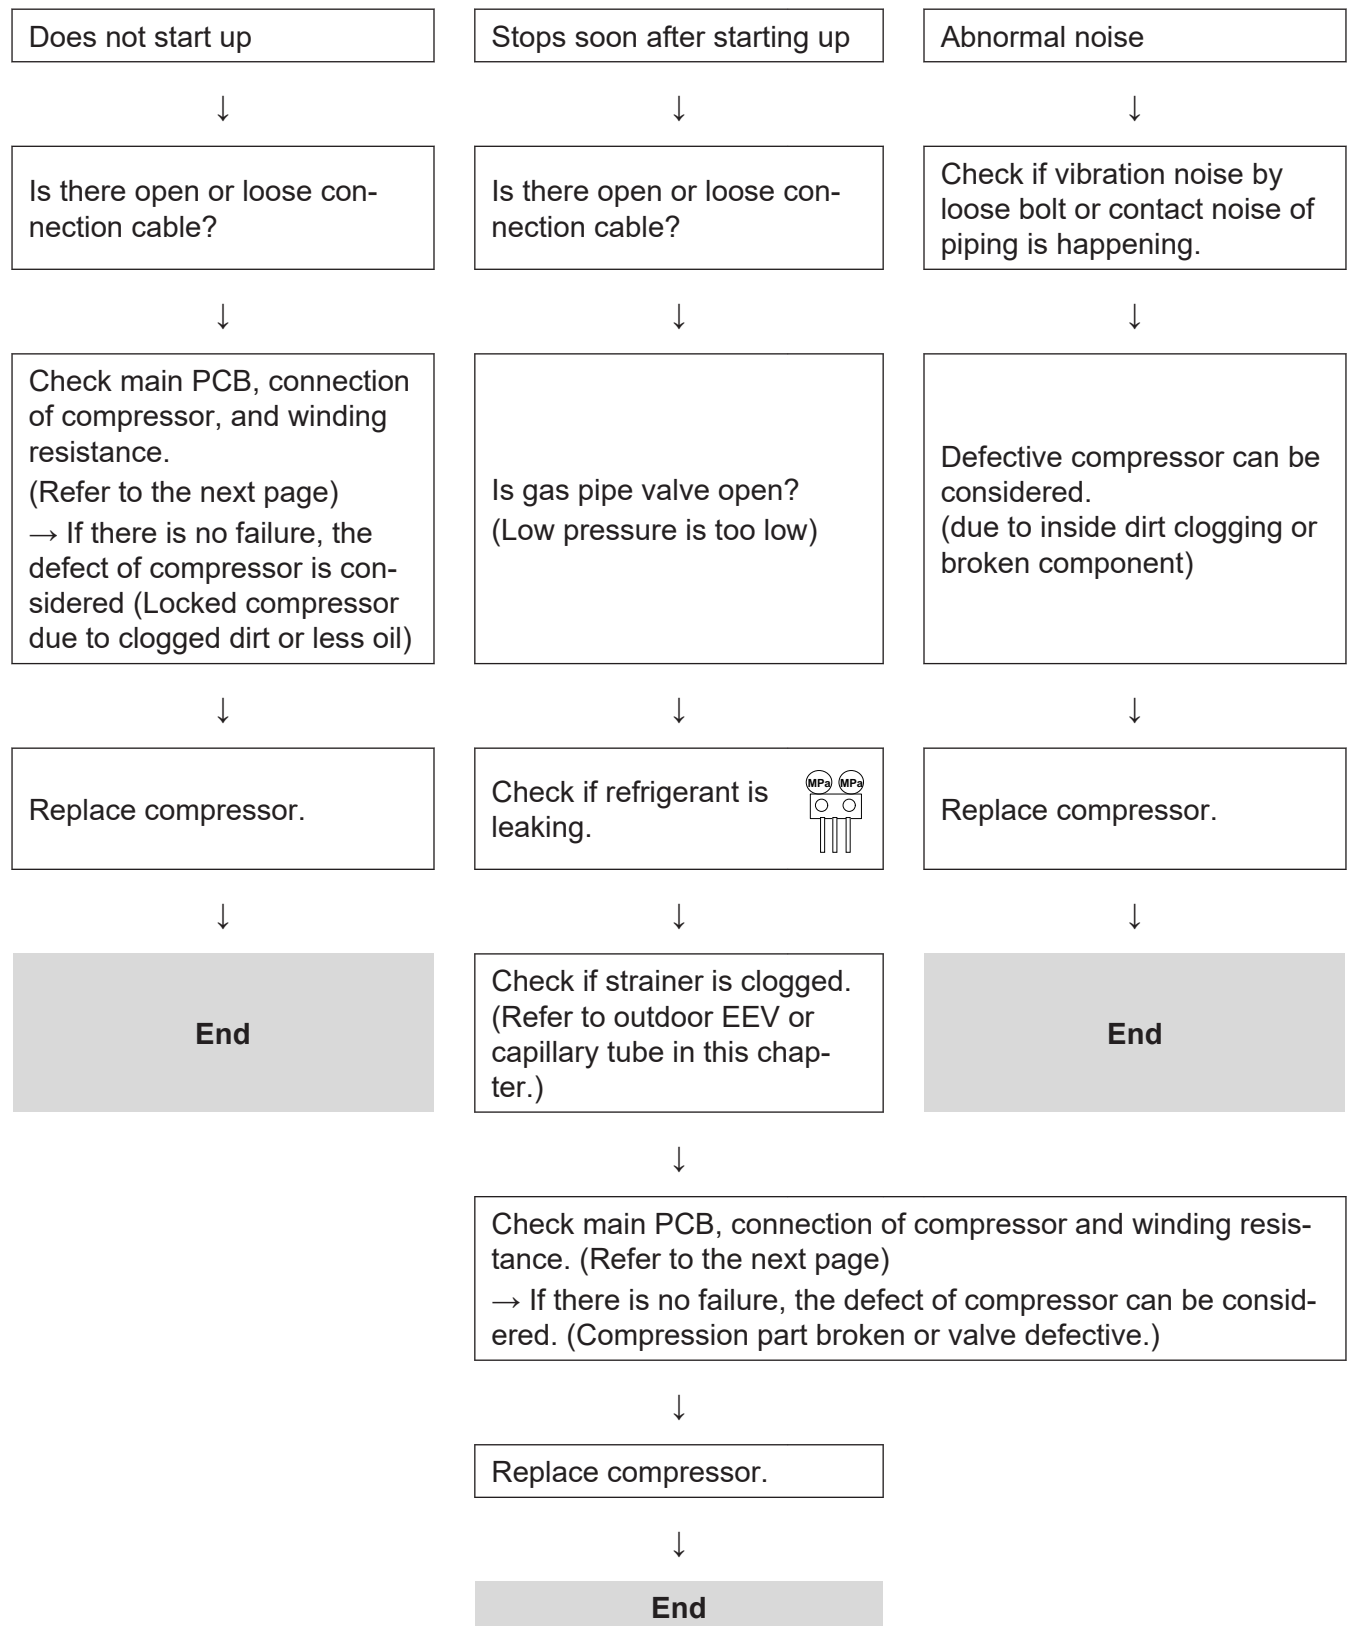 Does not start up
↓
Is there open or loose con-
nection cable?
↓
Check main PCB, connection
of compressor, and winding
resistance.
(Refer to the next page)
→ If there is no failure, the
defect of compressor is con-
sidered (Locked compressor
due to clogged dirt or less oil)
↓
Replace compressor.
↓
End
Stops soon after starting up
↓
Is there open or loose con-
nection cable?
↓
Is gas pipe valve open?
(Low pressure is too low)
↓
Check if refrigerant is
leaking.
MPa MPa
↓
Check if strainer is clogged.
(Refer to outdoor EEV or
capillary tube in this chap-
ter.)
↓
Check main PCB, connection of compressor and winding resis-
tance. (Refer to the next page)
→ If there is no failure, the defect of compressor can be consid-
ered. (Compression part broken or valve defective.)
↓
Replace compressor.
↓
End
Abnormal noise
↓
Check if vibration noise by
loose bolt or contact noise of
piping is happening.
↓
Defective compressor can be
considered.
(due to inside dirt clogging or
broken component)
↓
Replace compressor.
↓
End